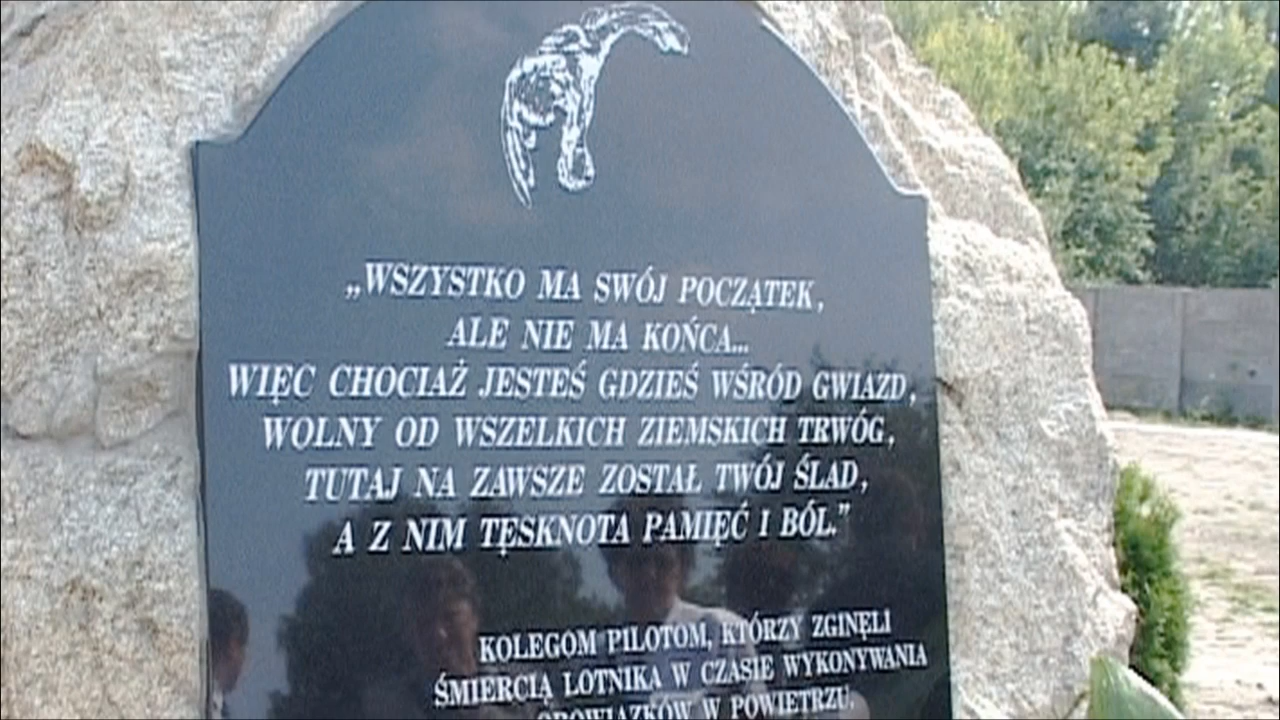 „WSZYSTKO MA SWÓJ POCZĄTEK,
ALE NIE MA KOŃCA...
WIĘC CHOCIAŻ JESTEŚ GDZIEŚ WŚRÓD GWIAZD,
WOLNY OD WSZELKICH ZIEMSKICH TRWÓG,
TUTAJ NA ZAWSZE ZOSTAŁ TWÓJ ŚLAD,
A Z NIM TĘSKNOTA PAMIĘĆ I BÓL."
KOLEGOM PILOTOM, KTÓRZY ZGINĘLI
ŚMIERCIĄ LOTNIKA W CZASIE WYKONYWANIA
OBOWIĄZKÓW W POWIETRZU.